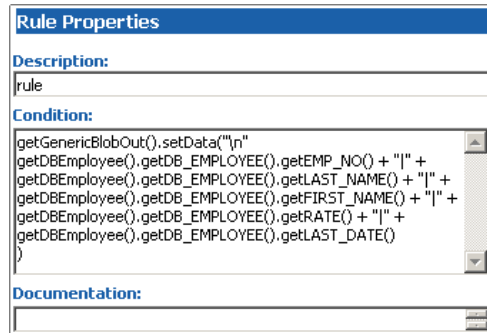 Rule Properties
Description:
rule
Condition:
getGenericBlobOut().setData("\n"
getDBEmployee().getDB_EMPLOYEE().getEMP_NO() + "|" +
getDBEmployee().getDB_EMPLOYEE().getLAST_NAME() + "|" +
getDBEmployee().getDB_EMPLOYEE().getFIRST_NAME() + "|" +
getDBEmployee().getDB_EMPLOYEE().getRATE() + "|" +
getDBEmployee().getDB_EMPLOYEE().getLAST_DATE()
)
Documentation: